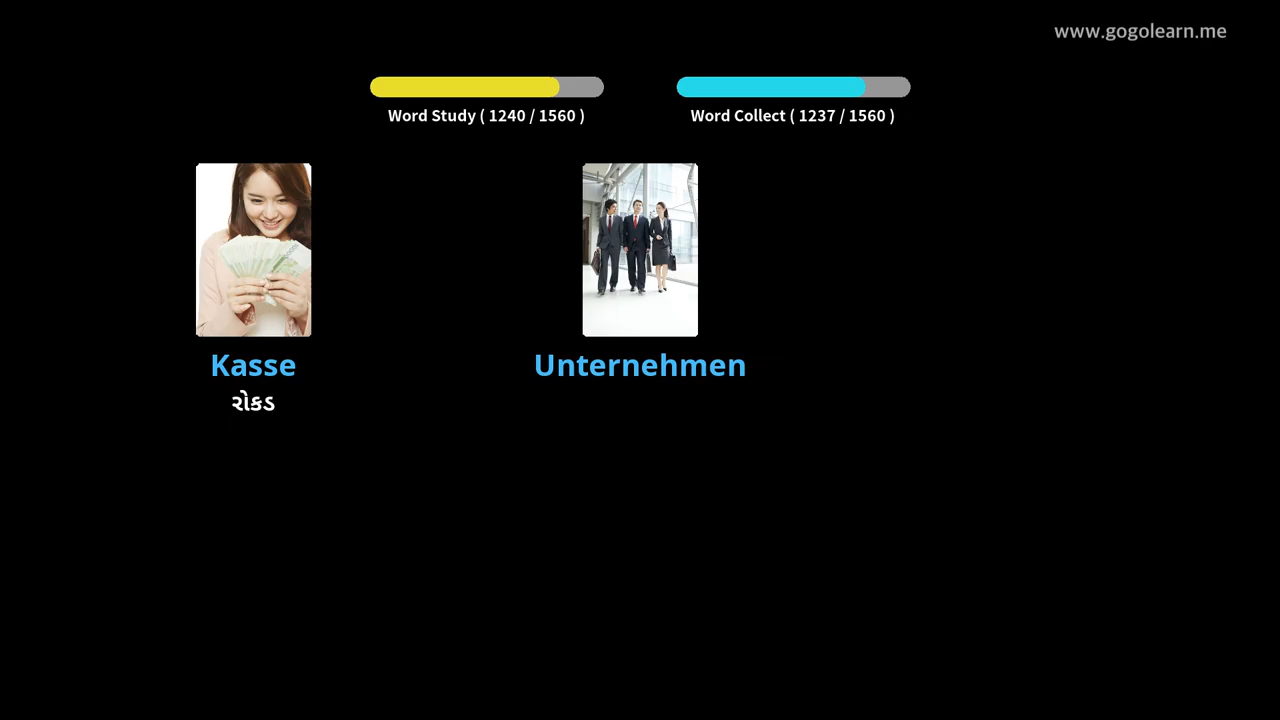 www.gogolearn.me
Word Study ( 1240 / 1560 )
Word Collect ( 1237 / 1560 )
Kasse
રોકડ
Unternehmen